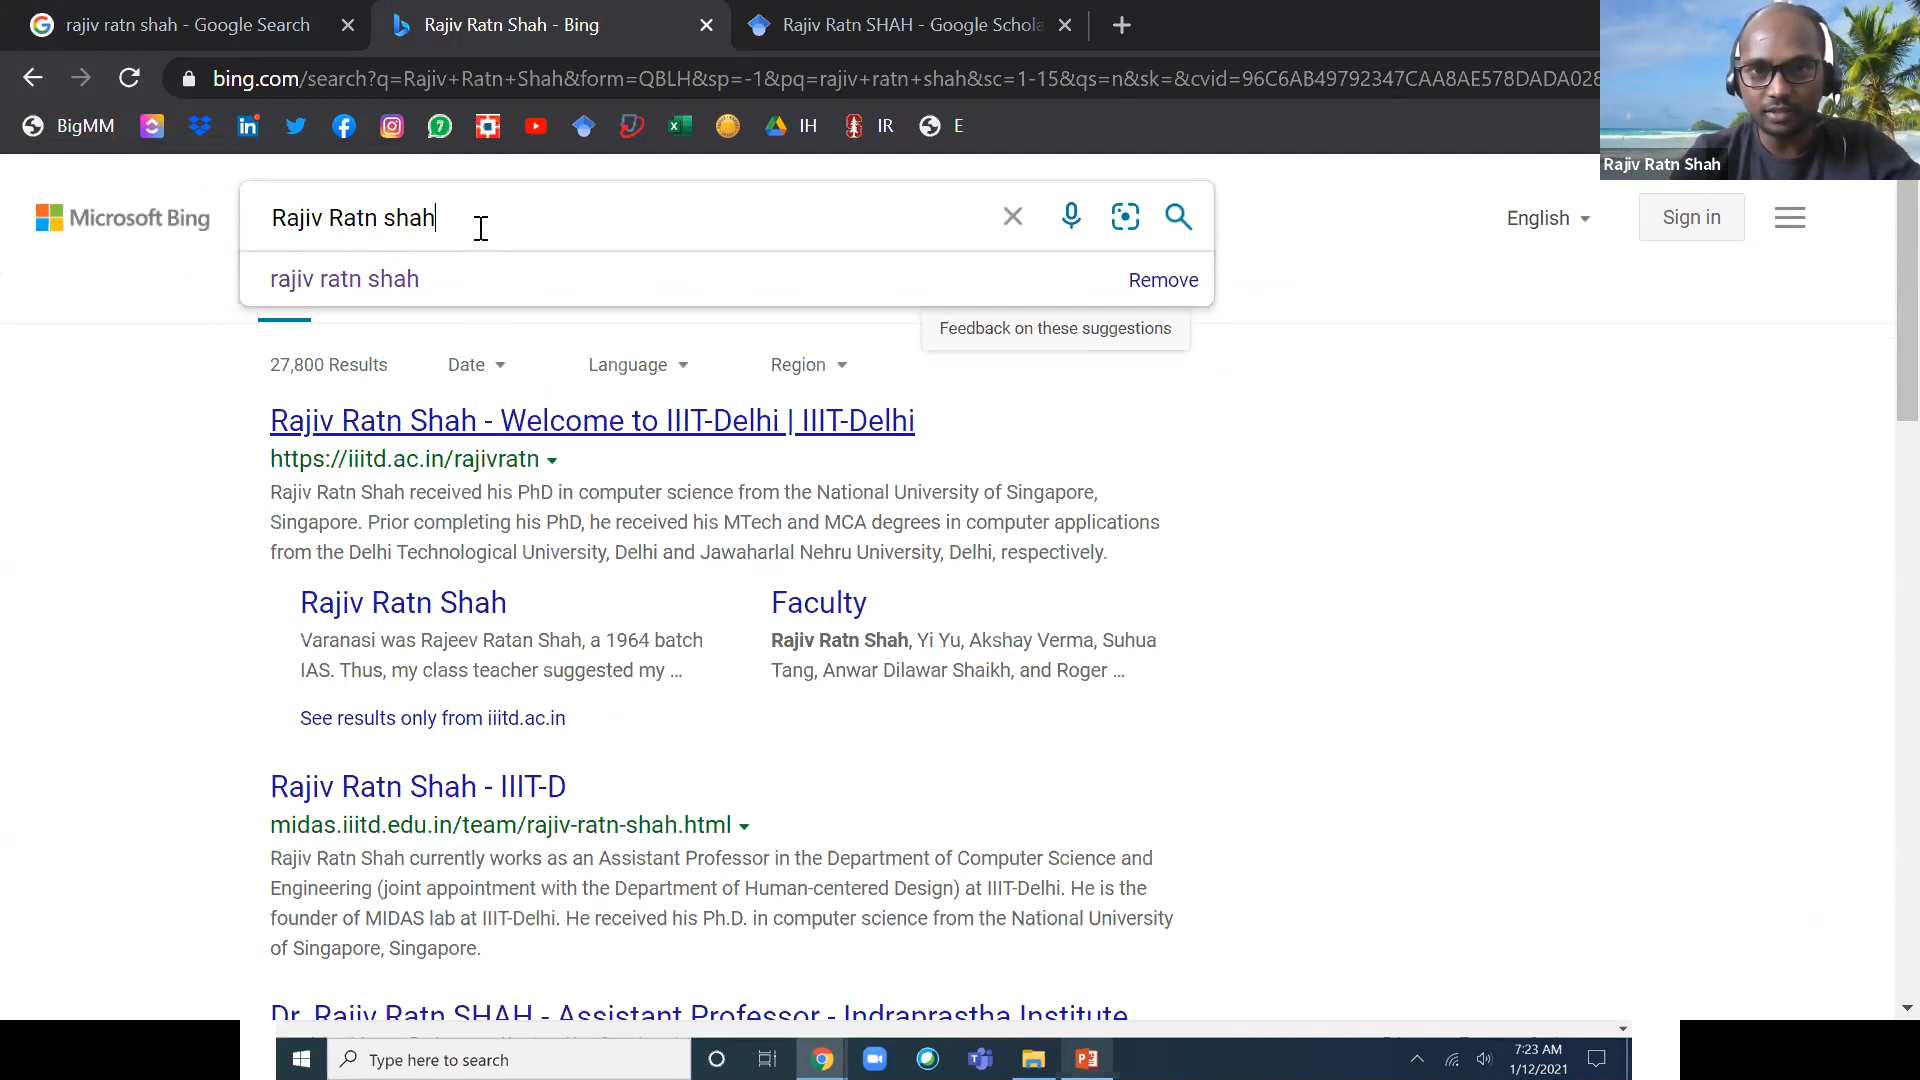 rajiv ratn shah - Google Search
Rajiv Ratn Shah - Bing
Rajiv Ratn SHAH - Google Schola
bing.com/search?q=Rajiv+Ratn+Shah&form=QBLH&sp=-1&pq=rajiv+ratn+shah&sc=1-15&qs=n&sk=&cvid=96C6AB49792347CAA8AE578DADA028
BigMM
7
IH
IR
E
Rajiv Ratn Shah
Microsoft Bing
Rajiv Ratn shah
English
Sign in
rajiv ratn shah
Remove
Feedback on these suggestions
27,800 Results
Date
Language
Region
Rajiv Ratn Shah - Welcome to IIIT-Delhi | IIIT-Delhi
https://iiitd.ac.in/rajivratn
Rajiv Ratn Shah received his PhD in computer science from the National University of Singapore,
Singapore. Prior completing his PhD, he received his MTech and MCA degrees in computer applications
from the Delhi Technological University, Delhi and Jawaharlal Nehru University, Delhi, respectively.
Rajiv Ratn Shah
Varanasi was Rajeev Ratan Shah, a 1964 batch
IAS. Thus, my class teacher suggested my ...
Faculty
Rajiv Ratn Shah, Yi Yu, Akshay Verma, Suhua
Tang, Anwar Dilawar Shaikh, and Roger ...
See results only from iiitd.ac.in
Rajiv Ratn Shah - IIIT-D
midas.iiitd.edu.in/team/rajiv-ratn-shah.html
Rajiv Ratn Shah currently works as an Assistant Professor in the Department of Computer Science and
Engineering (joint appointment with the Department of Human-centered Design) at IIIT-Delhi. He is the
founder of MIDAS lab at IIIT-Delhi. He received his Ph.D. in computer science from the National University
of Singapore, Singapore.
Dr. Rajiv Ratn SHAH - Assistant Professor - Indraprastha Institute
Type here to search
7:23 AM
1/12/2021